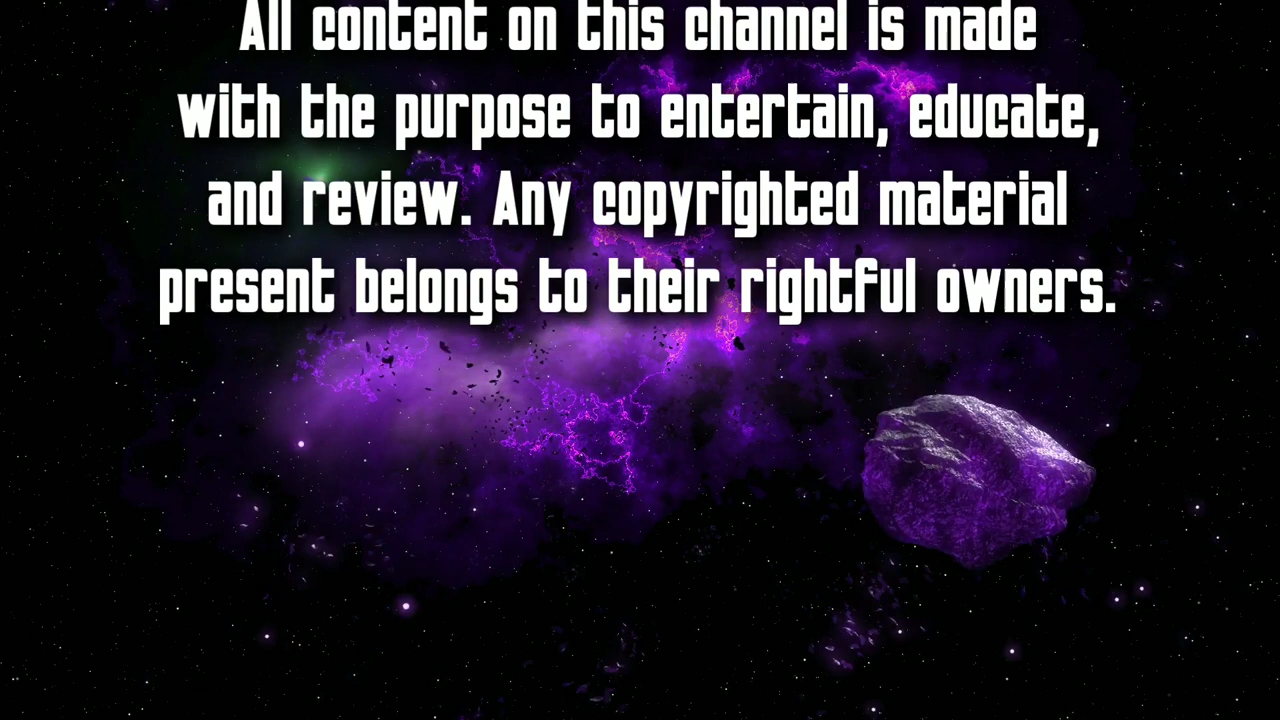 All content on this channel is made
with the purpose to entertain, educate,
and review. Any copyrighted material
present belongs to their rightful owners.